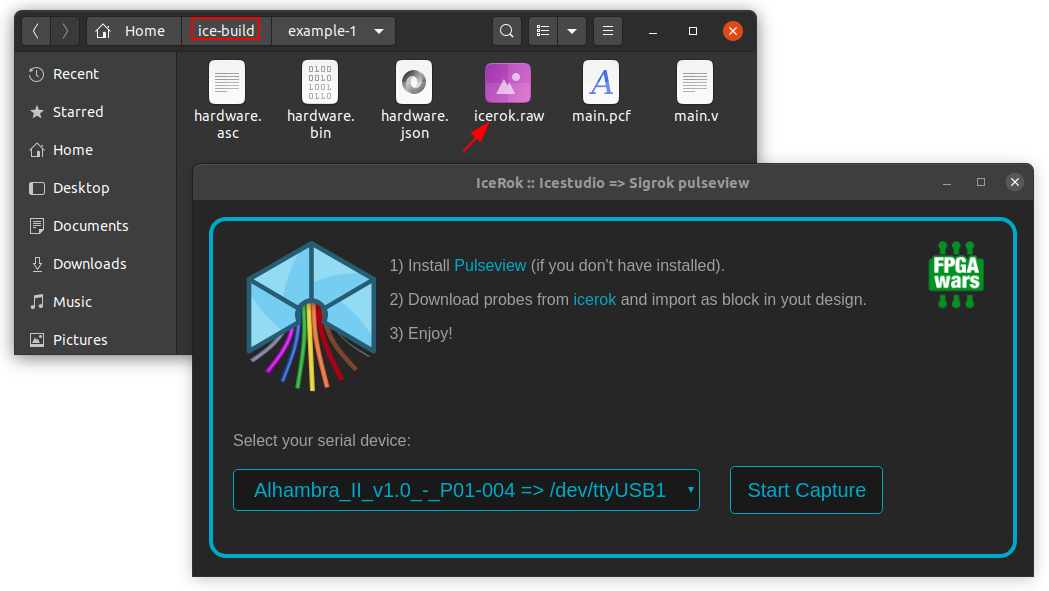 Home
ice-build
example-1
Recent
Starred
Home
Desktop
Documents
Downloads
Music
Pictures
hardware.
asc
0100
0010
1001
0110
hardware.
bin
hardware.
json
icerok.raw
A
main.pcf
main.v
IceRok :: Icestudio => Sigrok pulseview
1) Install Pulseview (if you don't have installed).
2) Download probes from icerok and import as block in yout design.
3) Enjoy!
FPGA
wars
Select your serial device:
Alhambra_II_v1.0_-_P01-004 => /dev/ttyUSB1
Start Capture